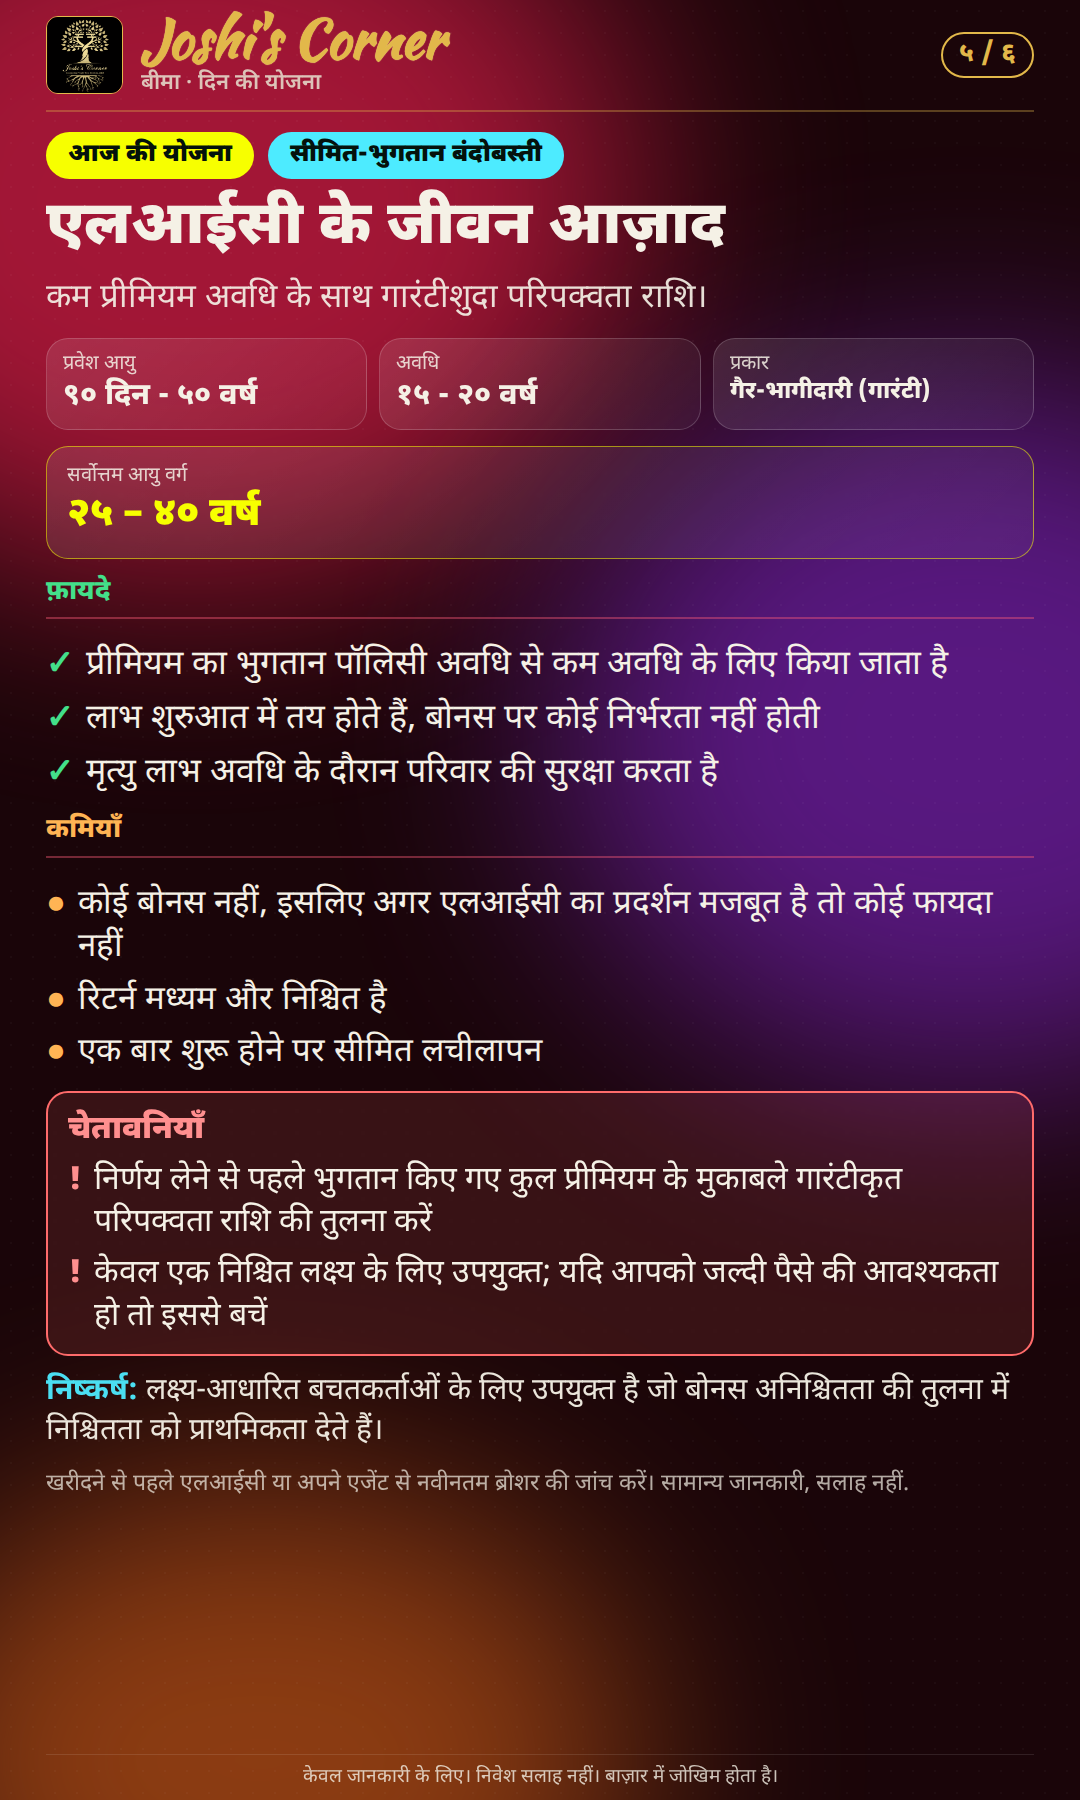 Joshi's Corner
बीमा · दिन की योजना
५ / ६
आज की योजना
सीमित-भुगतान बंदोबस्ती
एलआईसी के जीवन आज़ाद
कम प्रीमियम अवधि के साथ गारंटीशुदा परिपक्वता राशि।
प्रवेश आयु
९० दिन - ५० वर्ष
अवधि
१५ - २० वर्ष
प्रकार
गैर-भागीदारी (गारंटी)
सर्वोत्तम आयु वर्ग
२५ – ४० वर्ष
फ़ायदे
✓ प्रीमियम का भुगतान पॉलिसी अवधि से कम अवधि के लिए किया जाता है
✓ लाभ शुरुआत में तय होते हैं, बोनस पर कोई निर्भरता नहीं होती
✓ मृत्यु लाभ अवधि के दौरान परिवार की सुरक्षा करता है
कमियाँ
● कोई बोनस नहीं, इसलिए अगर एलआईसी का प्रदर्शन मजबूत है तो कोई फायदा
नहीं
● रिटर्न मध्यम और निश्चित है
● एक बार शुरू होने पर सीमित लचीलापन
चेतावनियाँ
! निर्णय लेने से पहले भुगतान किए गए कुल प्रीमियम के मुकाबले गारंटीकृत
परिपक्वता राशि की तुलना करें
! केवल एक निश्चित लक्ष्य के लिए उपयुक्त; यदि आपको जल्दी पैसे की आवश्यकता
हो तो इससे बचें
निष्कर्ष: लक्ष्य-आधारित बचतकर्ताओं के लिए उपयुक्त है जो बोनस अनिश्चितता की तुलना में
निश्चितता को प्राथमिकता देते हैं।
खरीदने से पहले एलआईसी या अपने एजेंट से नवीनतम ब्रोशर की जांच करें। सामान्य जानकारी, सलाह नहीं.
केवल जानकारी के लिए। निवेश सलाह नहीं। बाज़ार में जोखिम होता है।